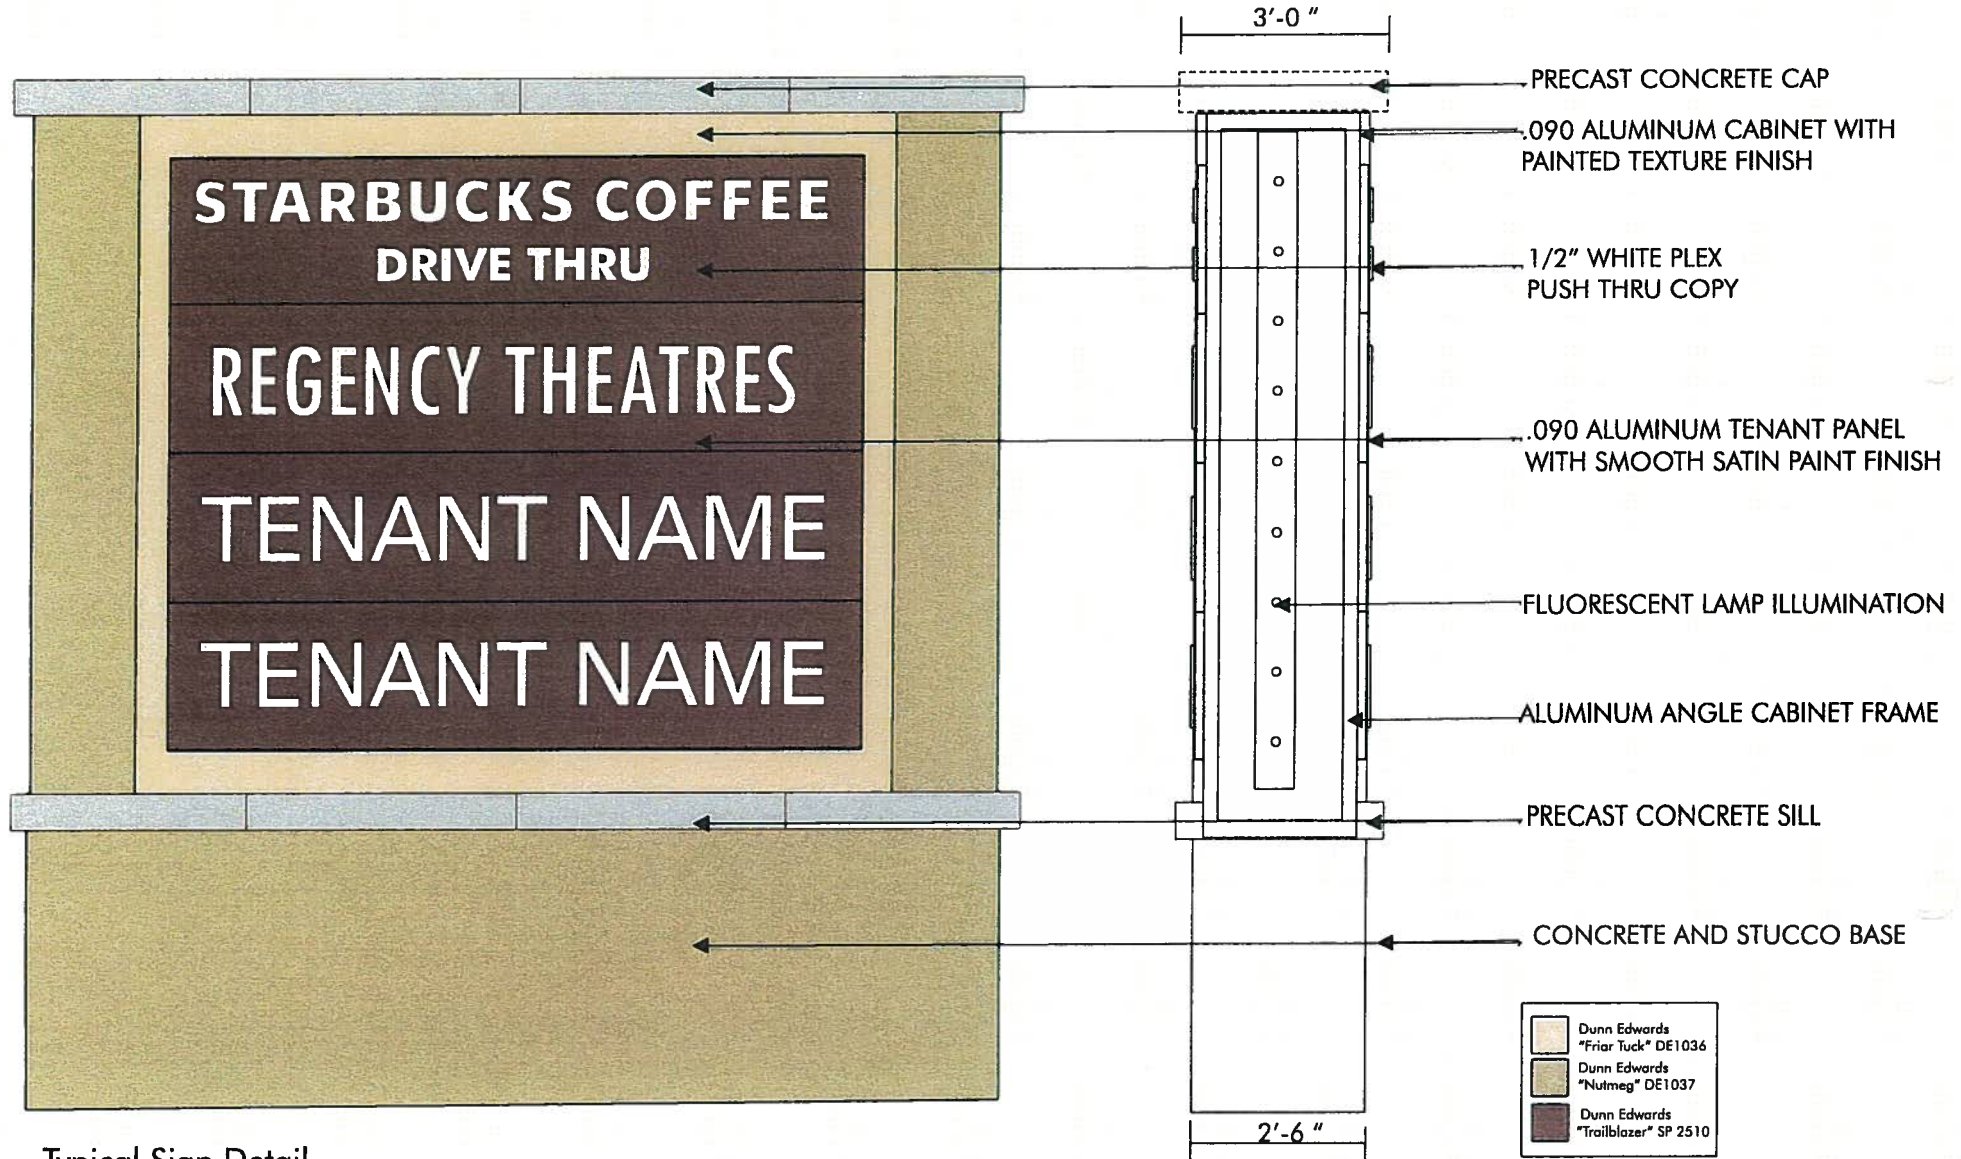 3'-0 "
PRECAST CONCRETE CAP
.090 ALUMINUM CABINET WITH
PAINTED TEXTURE FINISH
STARBUCKS COFFEE
DRIVE THRU
1/2" WHITE PLEX
PUSH THRU COPY
REGENCY THEATRES
.090 ALUMINUM TENANT PANEL
WITH SMOOTH SATIN PAINT FINISH
TENANT NAME
FLUORESCENT LAMP ILLUMINATION
TENANT NAME
ALUMINUM ANGLE CABINET FRAME
PRECAST CONCRETE SILL
CONCRETE AND STUCCO BASE
Dunn Edwards
"Friar Tuck" DE1036
Dunn Edwards
"Nutmeg" DE1037
Dunn Edwards
"Trailblazer" SP 2510
2'-6 "
Typical Sign Detail